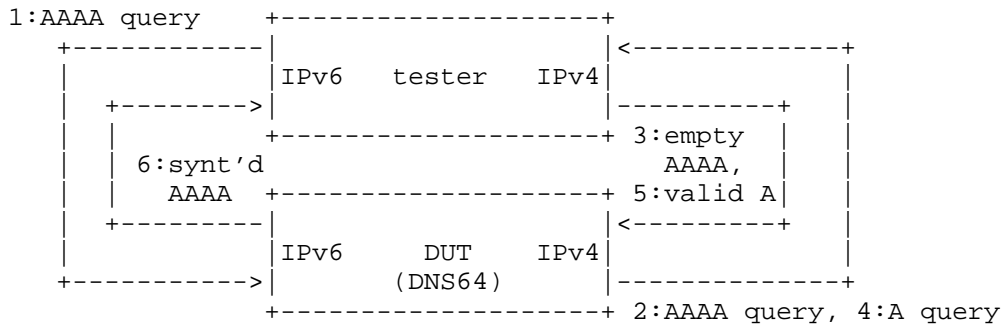 1:AAAA query
IPv6 tester IPv4
3:empty
6:synt'd AAAA,
AAAA 5:valid A
IPv6 DUT IPv4
(DNS64)
2:AAAA query, 4:A query